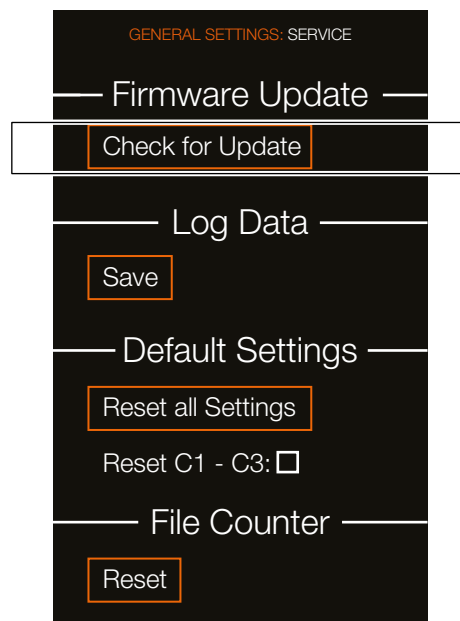 GENERAL SETTINGS: SERVICE
Firmware Update
Check for Update
Log Data
Save
Default Settings
Reset all Settings
Reset C1 - C3:
File Counter
Reset